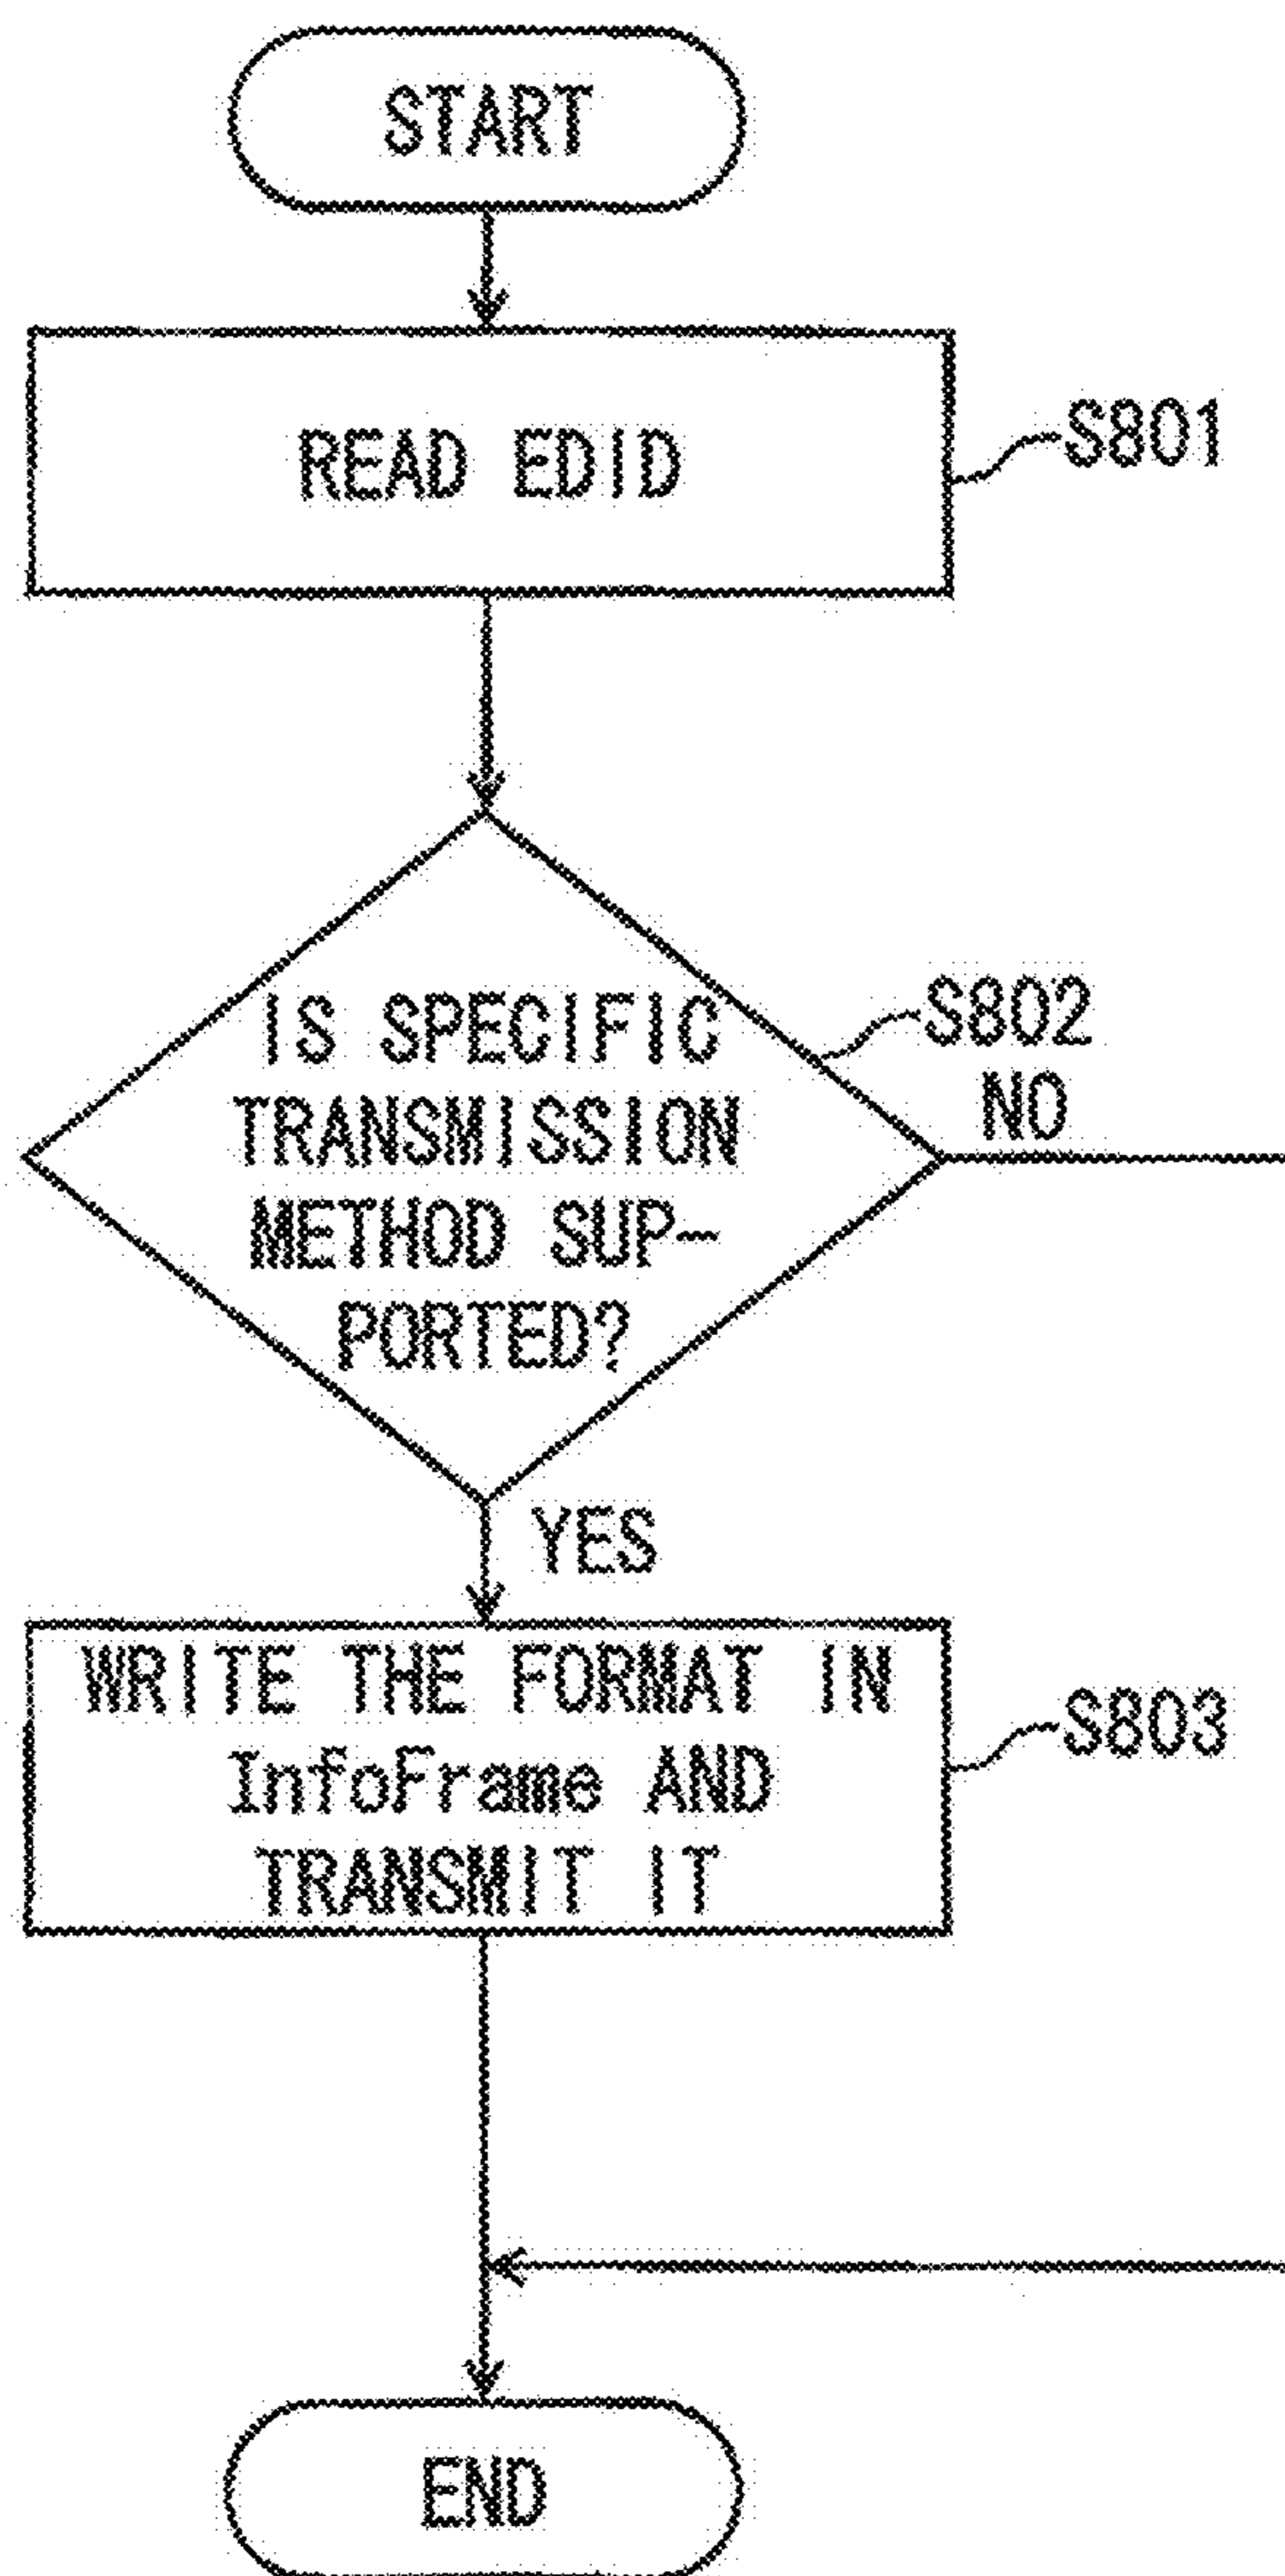 START
READ EDID
S801
IS SPECIFIC
TRANSMISSION
METHOD SUP-
PORTED?
S802
NO
YES
WRITE THE FORMAT IN
InfoFrame AND
TRANSMIT IT
S803
END